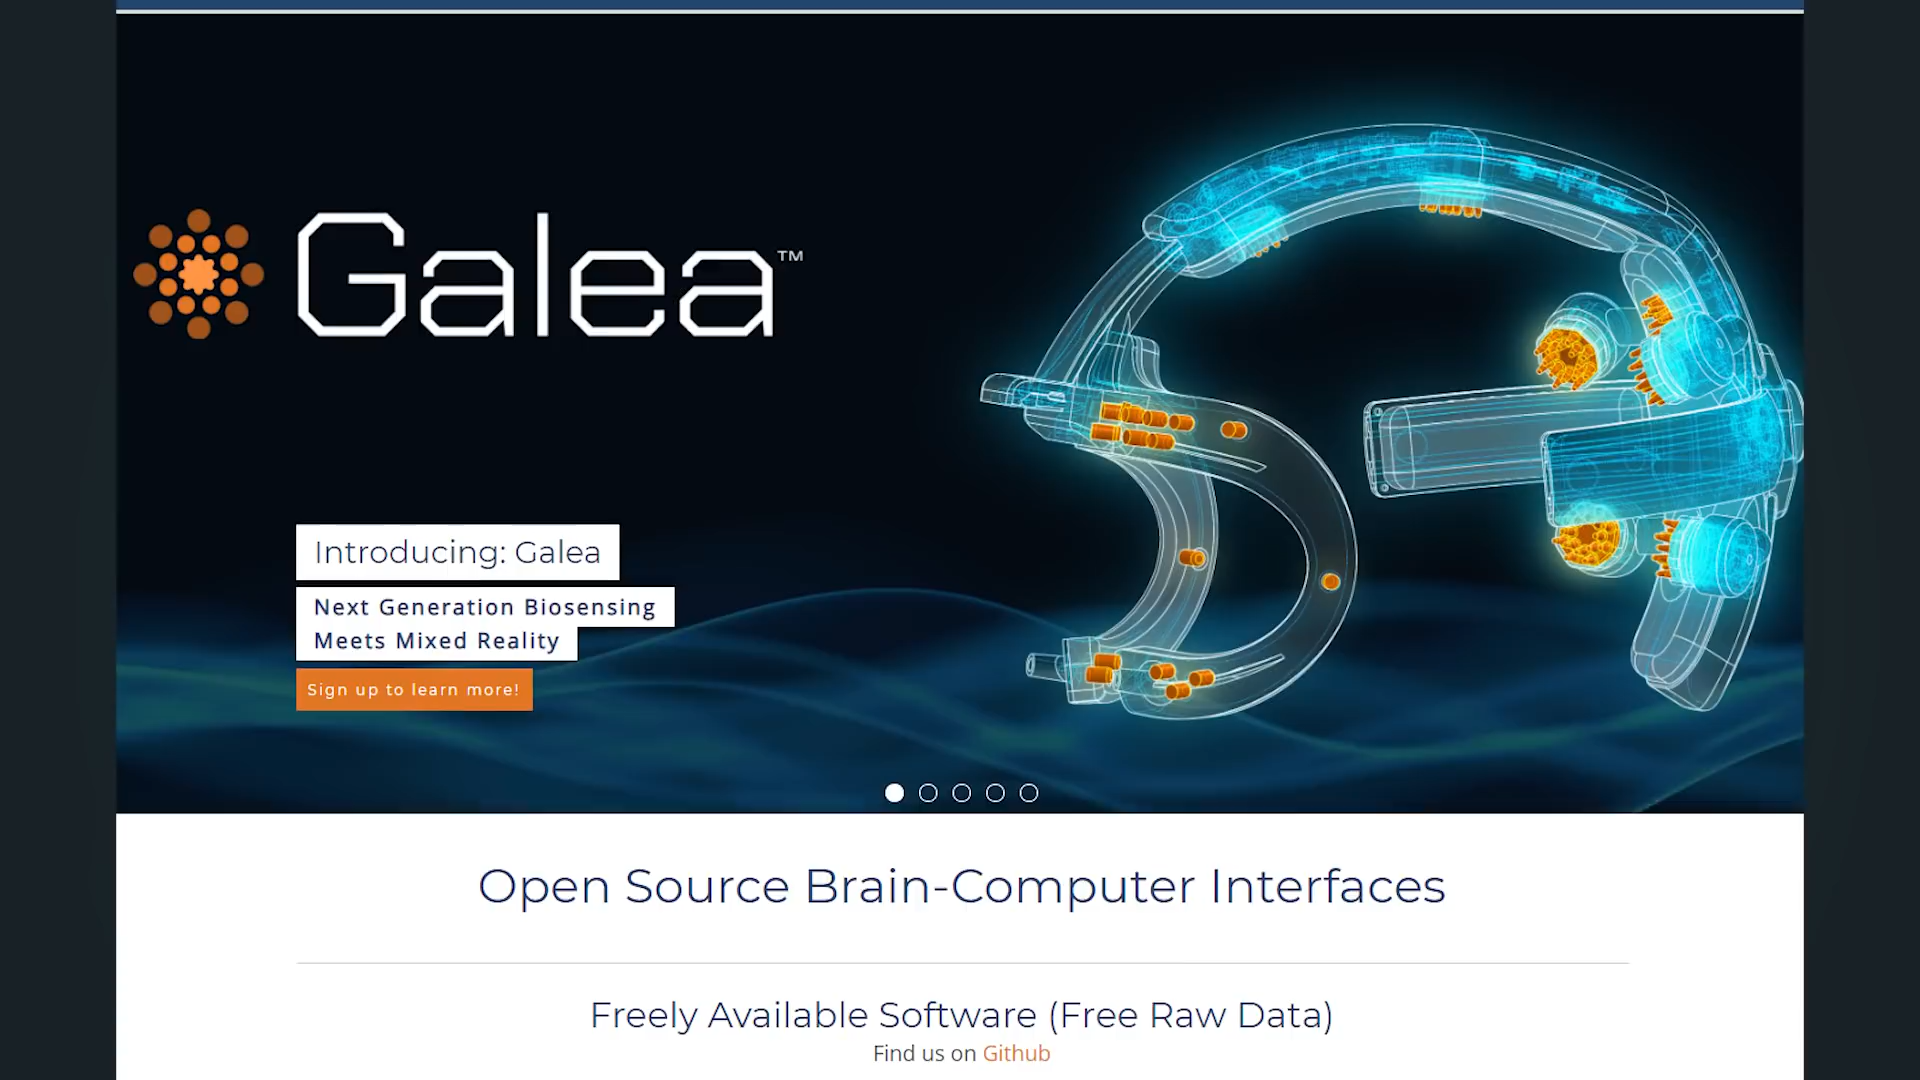 Galea™
Introducing: Galea
Next Generation Biosensing
Meets Mixed Reality
Sign up to learn more!
Open Source Brain-Computer Interfaces
Freely Available Software (Free Raw Data)
Find us on Github